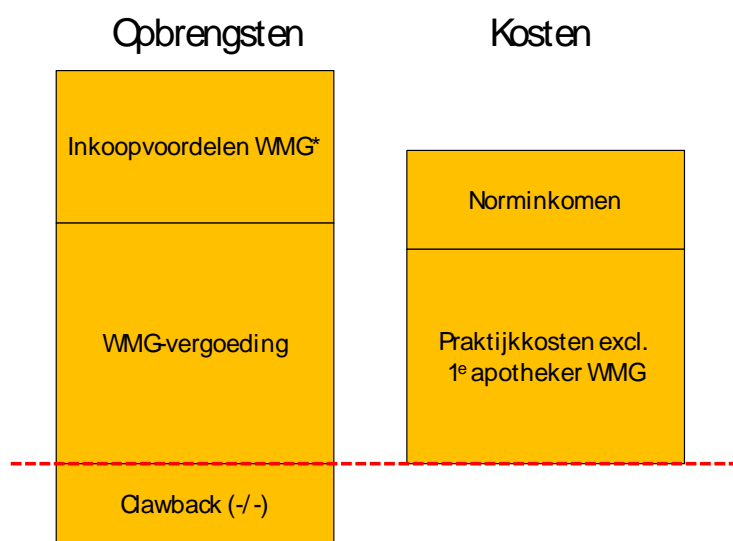 Opbrengsten
Kosten
Inkoopvoordelen WMG*
WMG-vergoeding
Clawback (-/-)
Norminkomen
Praktijkkosten excl.
1e apotheker WMG